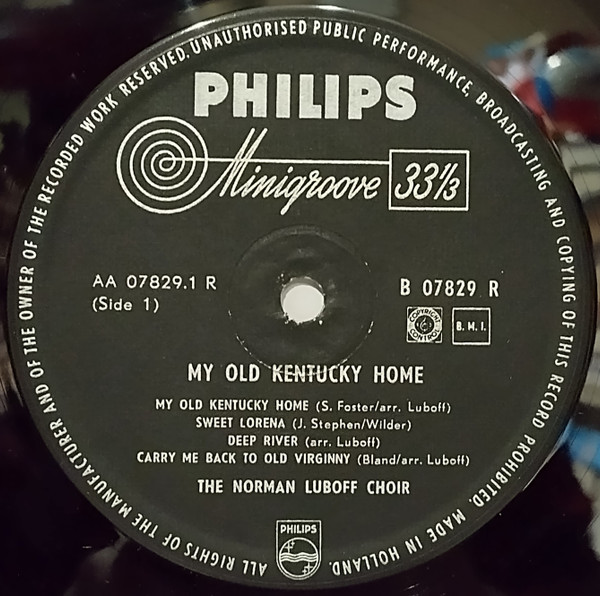 ALL RIGHTS OF THE MANUFACTURER AND OF THE OWNER OF THE RECORDED WORK RESERVED. UNAUTHORISED PUBLIC PERFORMANCE, BROADCASTING AND COPYING OF THIS RECORD PROHIBITED. MADE IN HOLLAND.
PHILIPS
Minigroove 33⅓
AA 07829.1 R
(Side 1)
B 07829 R
COPYRIGHT CONTROL
B.M.I.
MY OLD KENTUCKY HOME
MY OLD KENTUCKY HOME (S. Foster/arr. Luboff)
SWEET LORENA (J. Stephen/Wilder)
DEEP RIVER (arr. Luboff)
CARRY ME BACK TO OLD VIRGINNY (Bland/arr. Luboff)
THE NORMAN LUBOFF CHOIR
PHILIPS